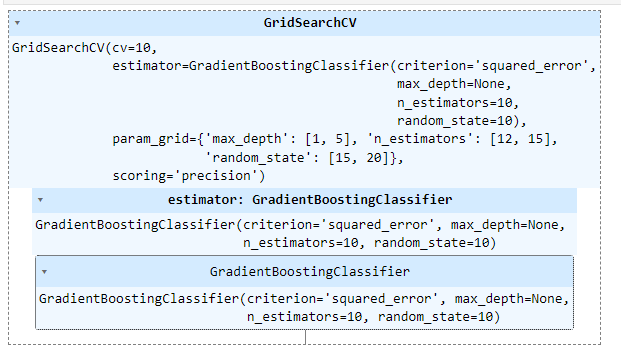 GridSearchCV
GridSearchCV(cv=10,
estimator=GradientBoostingClassifier(criterion='squared_error',
max_depth=None,
n_estimators=10,
random_state=10),
param_grid={'max_depth': [1, 5], 'n_estimators': [12, 15],
'random_state': [15, 20]},
scoring='precision')
estimator: GradientBoostingClassifier
GradientBoostingClassifier(criterion='squared_error', max_depth=None,
n_estimators=10, random_state=10)
GradientBoostingClassifier
GradientBoostingClassifier(criterion='squared_error', max_depth=None,
n_estimators=10, random_state=10)